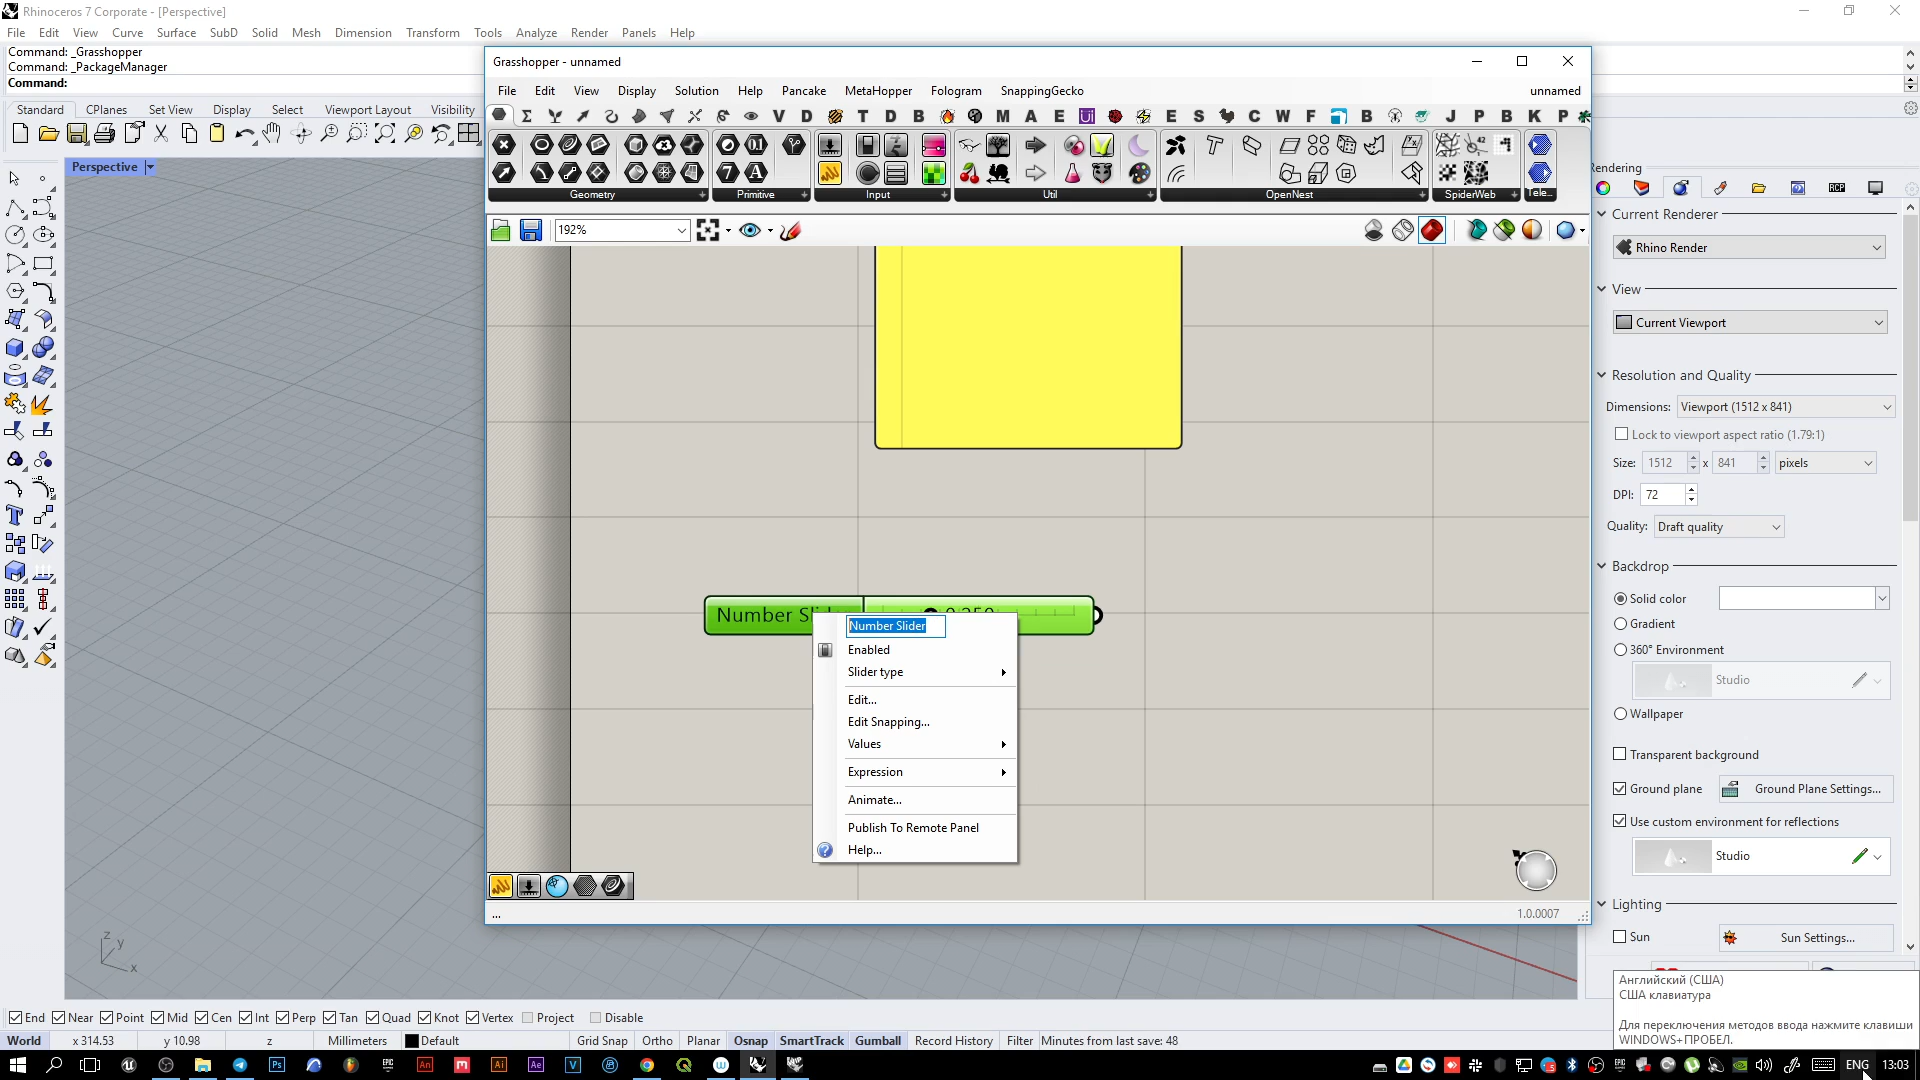 Rhinoceros 7 Corporate - [Perspective]
File Edit View Curve Surface SubD Solid Mesh Dimension Transform Tools Analyze Render Panels Help
Command: _Grasshopper
Command: _PackageManager
Command:
Standard CPlanes Set View Display Select Viewport Layout Visibility
Perspective
Grasshopper - unnamed
File Edit View Display Solution Help Pancake MetaHopper Fologram SnappingGecko unnamed
V D T D B M A E E S C W F B J P B K P
Geometry Primitive Input Util OpenNest SpiderWeb Tele...
192%
Number Slider
Enabled
Slider type
Edit...
Edit Snapping...
Values
Expression
Animate...
Publish To Remote Panel
Help...
...
1.0.0007
Rendering
RCP
Current Renderer
Rhino Render
View
Current Viewport
Resolution and Quality
Dimensions: Viewport (1512 x 841)
Lock to viewport aspect ratio (1.79:1)
Size: 1512 x 841 pixels
DPI: 72
Quality: Draft quality
Backdrop
Solid color
Gradient
360° Environment
Studio
Wallpaper
Transparent background
Ground plane Ground Plane Settings...
Use custom environment for reflections
Studio
Lighting
Sun Sun Settings...
Английский (США)
США клавиатура
Для переключения методов ввода нажмите клавиши
WINDOWS+ПРОБЕЛ.
z
y
x
End Near Point Mid Cen Int Perp Tan Quad Knot Vertex Project Disable
World x 314.53 y 10.98 z Millimeters Default Grid Snap Ortho Planar Osnap SmartTrack Gumball Record History Filter Minutes from last save: 48
Ps An Ai Ae V ENG 13:03